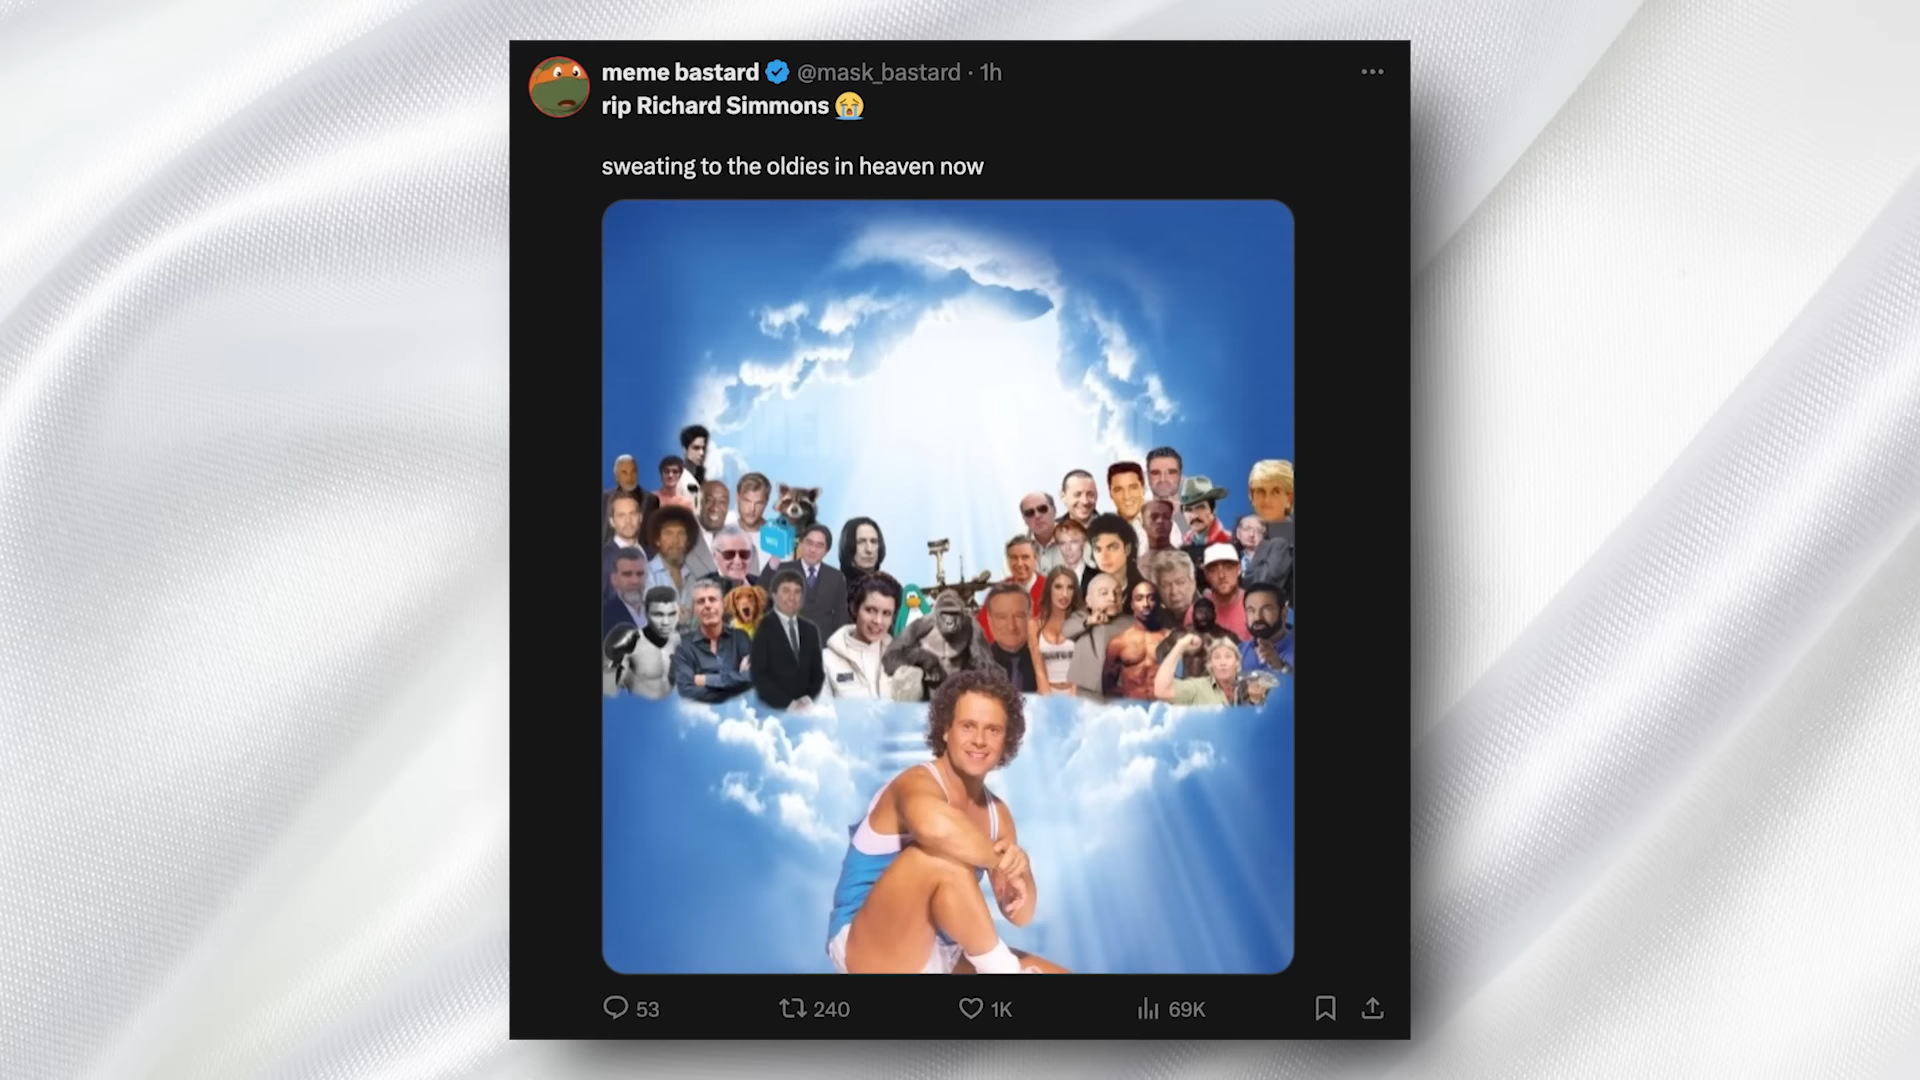 meme bastard @mask_bastard · 1h
rip Richard Simmons 😭
sweating to the oldies in heaven now
53 240 1K 69K